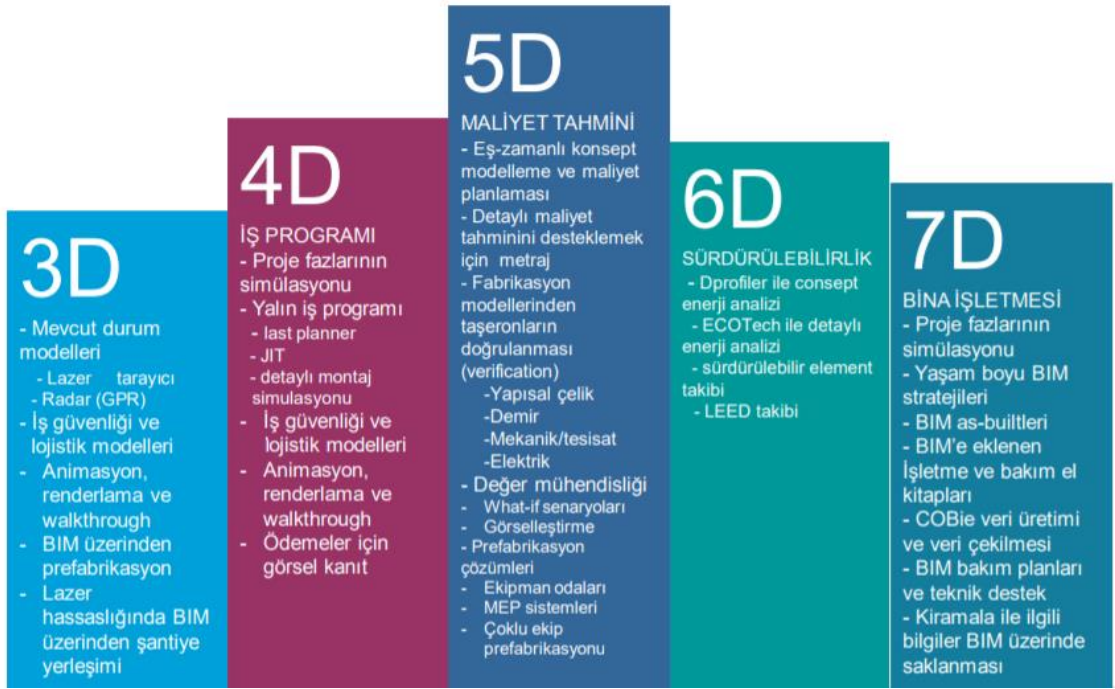 3D
- Mevcut durum
modelleri
- Lazer tarayıcı
- Radar (GPR)
- İş güvenliği ve
lojistik modelleri
- Animasyon,
renderlama ve
walkthrough
- BIM üzerinden
prefabrikasyon
- Lazer
hassaslığında BIM
üzerinden şantiye
yerleşimi
4D
İŞ PROGRAMI
- Proje fazlarının
simülasyonu
- Yalın iş programı
- last planner
- JIT
- detaylı montaj
simulasyonu
- İş güvenliği ve
lojistik modelleri
- Animasyon,
renderlama ve
walkthrough
- Ödemeler için
görsel kanıt
5D
MALİYET TAHMİNİ
- Eş-zamanlı konsept
modelleme ve maliyet
planlaması
- Detaylı maliyet
tahminini desteklemek
için metraj
- Fabrikasyon
modellerinden
taşeronların
doğrulanması
(verification)
-Yapısal çelik
-Demir
-Mekanik/tesisat
-Elektrik
- Değer mühendisliği
- What-if senaryoları
- Görselleştirme
- Prefabrikasyon
çözümleri
- Ekipman odaları
- MEP sistemleri
- Çoklu ekip
prefabrikasyonu
6D
SÜRDÜRÜLEBİLİRLİK
- Dprofiler ile consept
enerji analizi
- ECOTech ile detaylı
enerji analizi
- sürdürülebilir element
takibi
- LEED takibi
7D
BİNA İŞLETMESİ
- Proje fazlarının
simülasyonu
- Yaşam boyu BIM
stratejileri
- BIM as-builtleri
- BIM'e eklenen
İşletme ve bakım el
kitapları
- COBie veri üretimi
ve veri çekilmesi
- BIM bakım planları
ve teknik destek
- Kiramala ile ilgili
bilgiler BIM üzerinde
saklanması